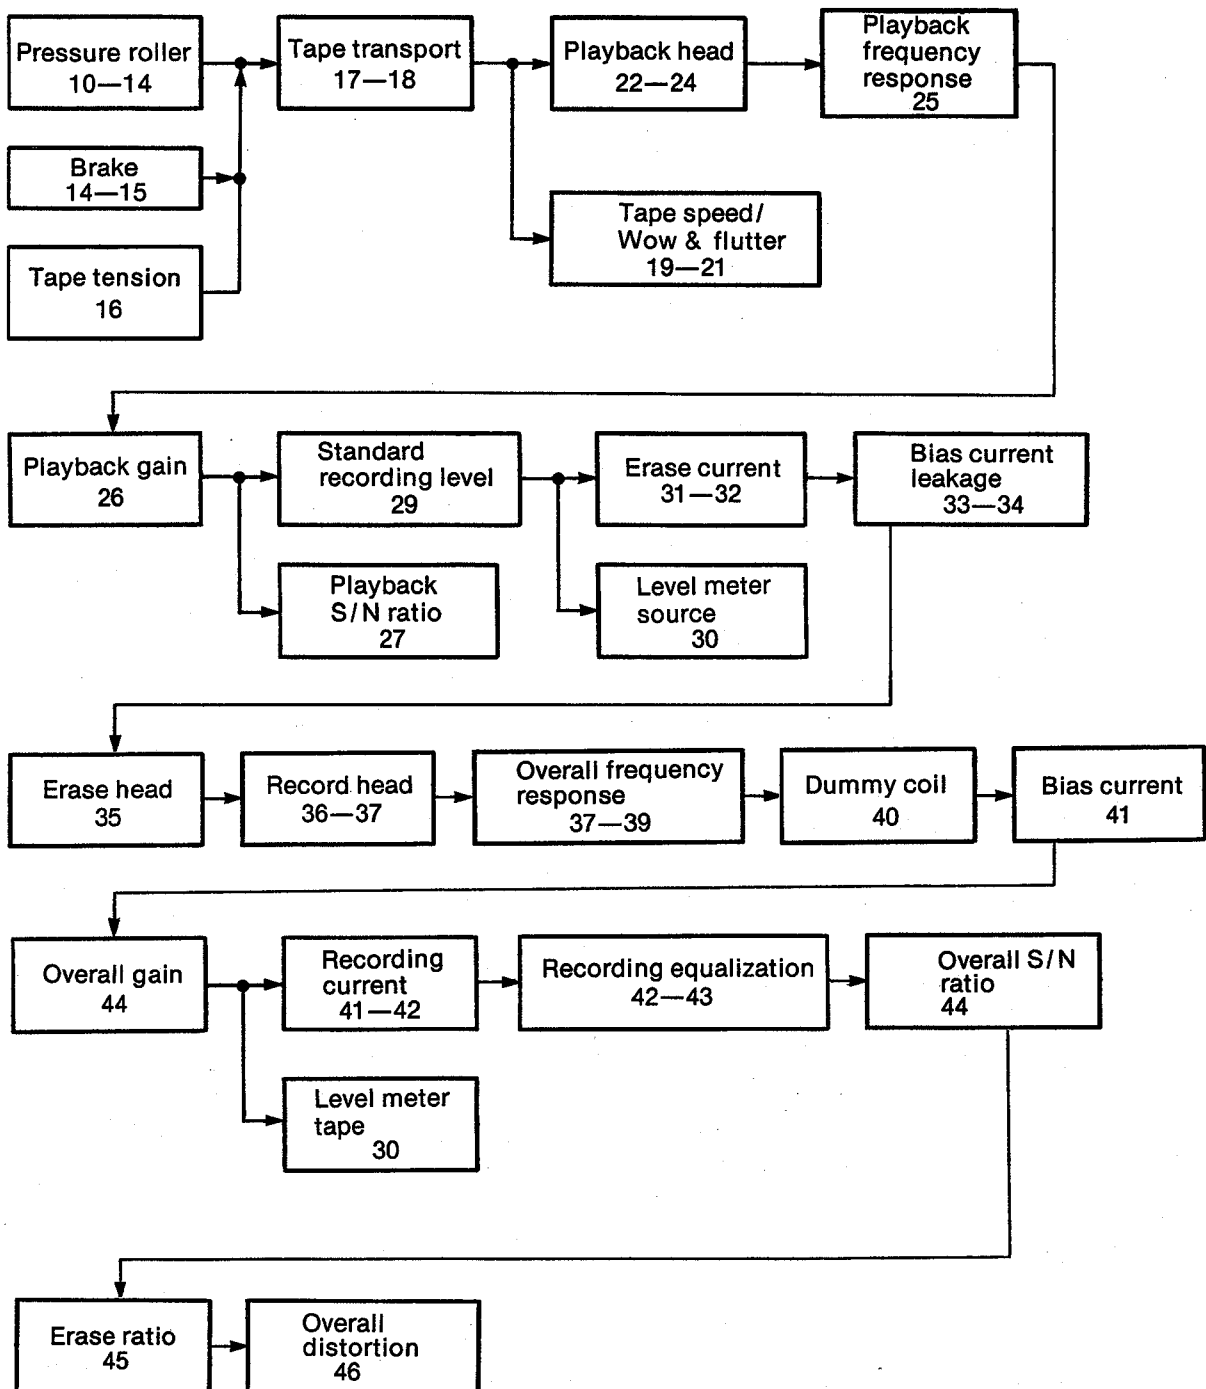 Pressure roller
10—14
Tape transport
17—18
Playback head
22—24
Playback
frequency
response
25
Brake
14—15
Tape speed/
Wow & flutter
19—21
Tape tension
16
Playback gain
26
Standard
recording level
29
Erase current
31—32
Bias current
leakage
33—34
Playback
S/N ratio
27
Level meter
source
30
Erase head
35
Record head
36—37
Overall frequency
response
37—39
Dummy coil
40
Bias current
41
Overall gain
44
Recording
current
41—42
Recording equalization
42—43
Overall S/N
ratio
44
Level meter
tape
30
Erase ratio
45
Overall
distortion
46